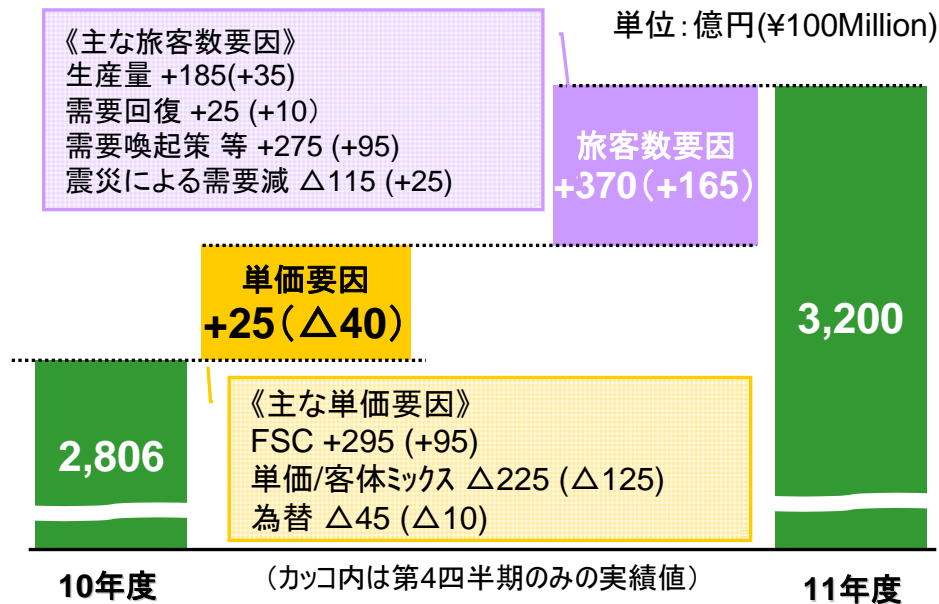 単位：億円(¥100Million)
《主な旅客数要因》
生産量 +185(+35)
需要回復 +25 (+10)
需要喚起策 等 +275 (+95)
震災による需要減 △115 (+25)
旅客数要因
+370（+165）
単価要因
+25（△40）
3,200
2,806
《主な単価要因》
FSC +295 (+95)
単価/客体ミックス △225 (△125)
為替 △45 (△10)
10年度
（カッコ内は第4四半期のみの実績値）
11年度